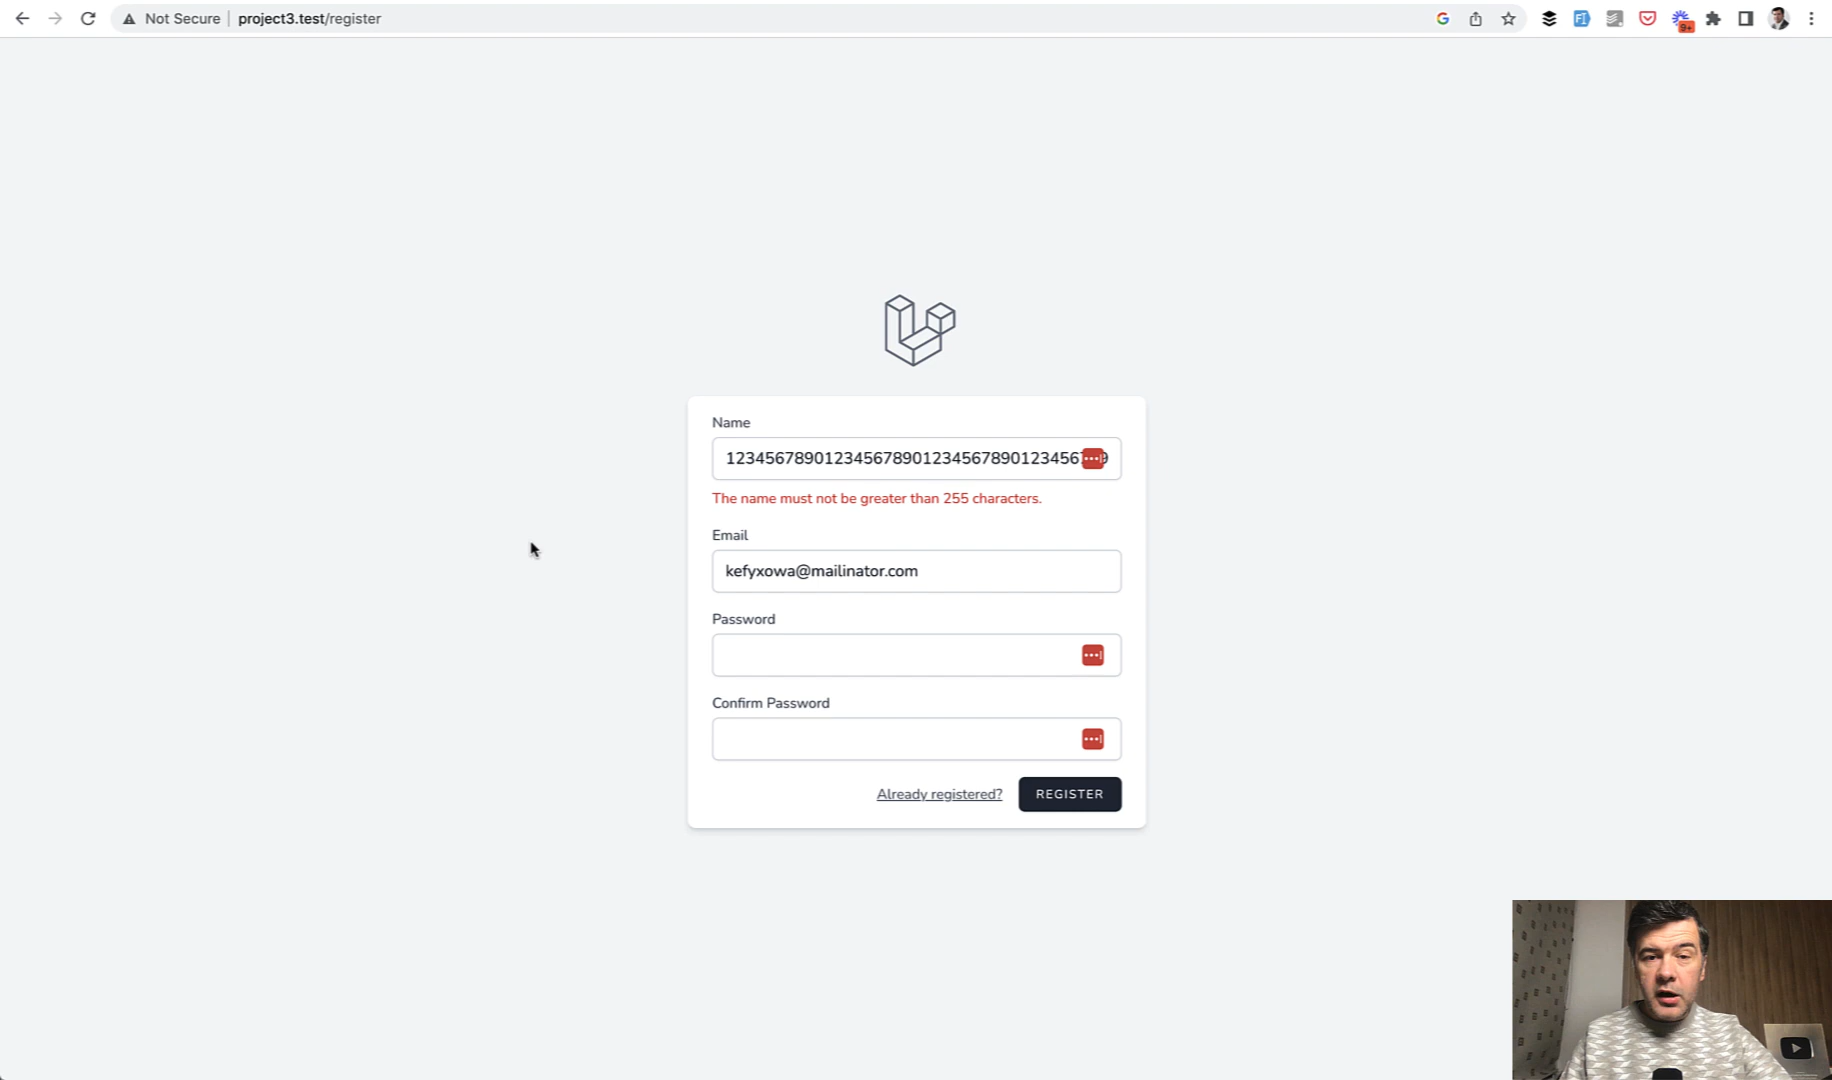 Not Secure project3.test/register
9+
Name
The name must not be greater than 255 characters.
Email
kefyxowa@mailinator.com
Password
Confirm Password
Already registered? REGISTER